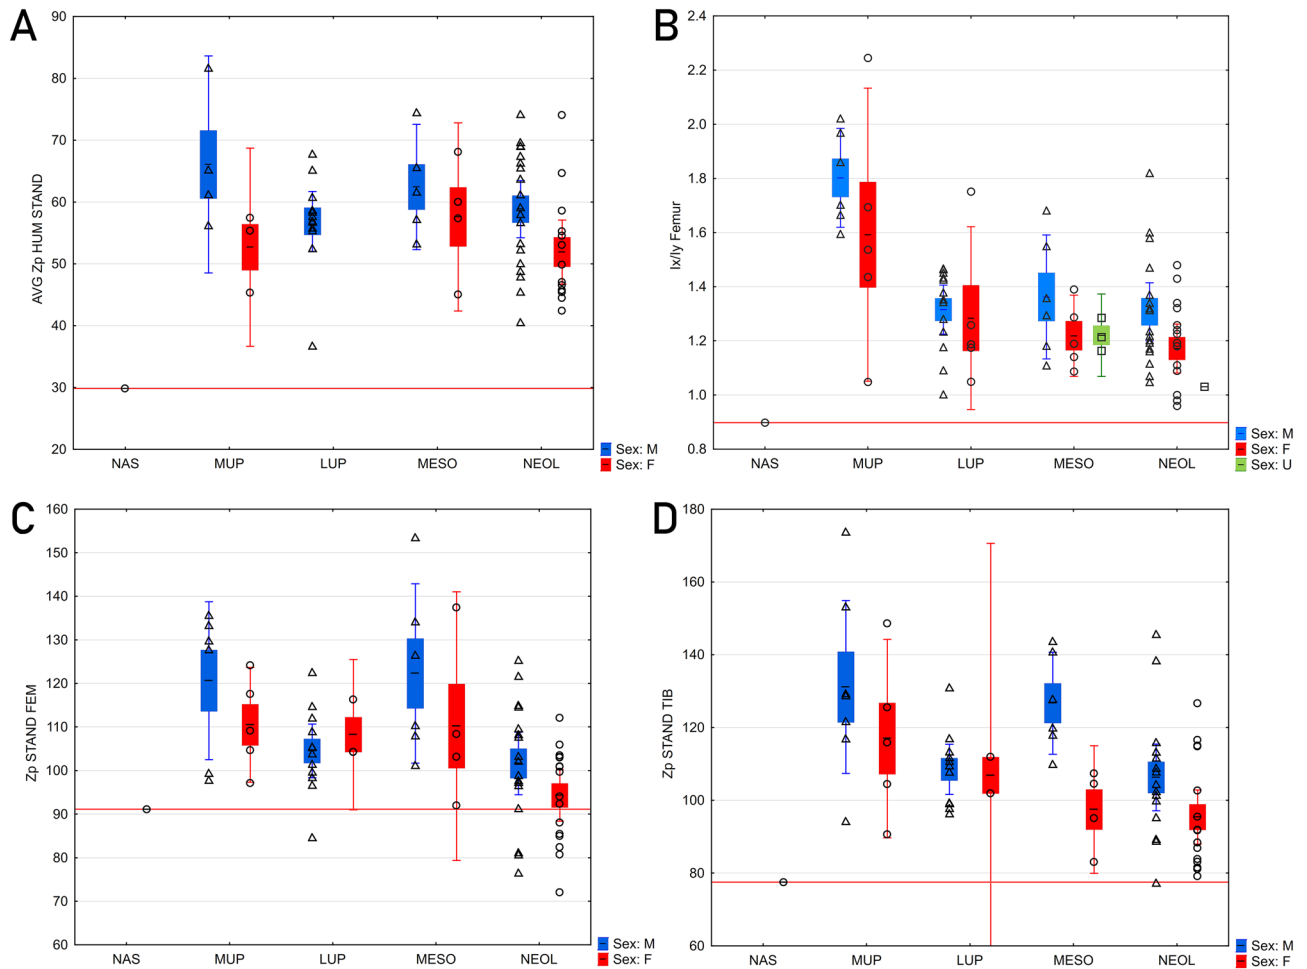 A
AVG Zp HUM STAND
90
80
70
60
50
40
30
20
NAS MUP LUP MESO NEOL
Sex: M
Sex: F
B
Ix/Iy Femur
2.4
2.2
2.0
1.8
1.6
1.4
1.2
1.0
0.8
NAS MUP LUP MESO NEOL
Sex: M
Sex: F
Sex: U
C
Zp STAND FEM
160
150
140
130
120
110
100
90
80
70
60
NAS MUP LUP MESO NEOL
Sex: M
Sex: F
D
Zp STAND TIB
180
160
140
120
100
80
60
NAS MUP LUP MESO NEOL
Sex: M
Sex: F